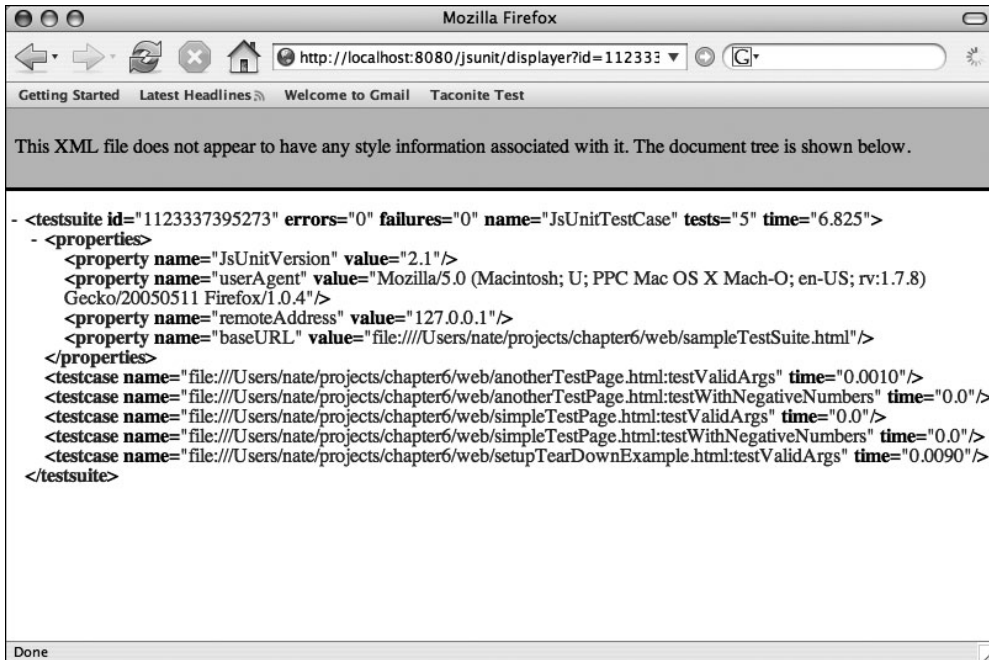 Mozilla Firefox
http://localhost:8080/jsunit/displayer?id=112333
G
Getting Started Latest Headlines Welcome to Gmail Taconite Test
This XML file does not appear to have any style information associated with it. The document tree is shown below.
- <testsuite id="1123337395273" errors="0" failures="0" name="JsUnitTestCase" tests="5" time="6.825">
- <properties>
<property name="JsUnitVersion" value="2.1"/>
<property name="userAgent" value="Mozilla/5.0 (Macintosh; U; PPC Mac OS X Mach-O; en-US; rv:1.7.8)
Gecko/20050511 Firefox/1.0.4"/>
<property name="remoteAddress" value="127.0.0.1"/>
<property name="baseURL" value="file:////Users/nate/projects/chapter6/web/sampleTestSuite.html"/>
</properties>
<testcase name="file:///Users/nate/projects/chapter6/web/anotherTestPage.html:testValidArgs" time="0.0010"/>
<testcase name="file:///Users/nate/projects/chapter6/web/anotherTestPage.html:testWithNegativeNumbers" time="0.0"/>
<testcase name="file:///Users/nate/projects/chapter6/web/simpleTestPage.html:testValidArgs" time="0.0"/>
<testcase name="file:///Users/nate/projects/chapter6/web/simpleTestPage.html:testWithNegativeNumbers" time="0.0"/>
<testcase name="file:///Users/nate/projects/chapter6/web/setupTearDownExample.html:testValidArgs" time="0.0090"/>
</testsuite>
Done